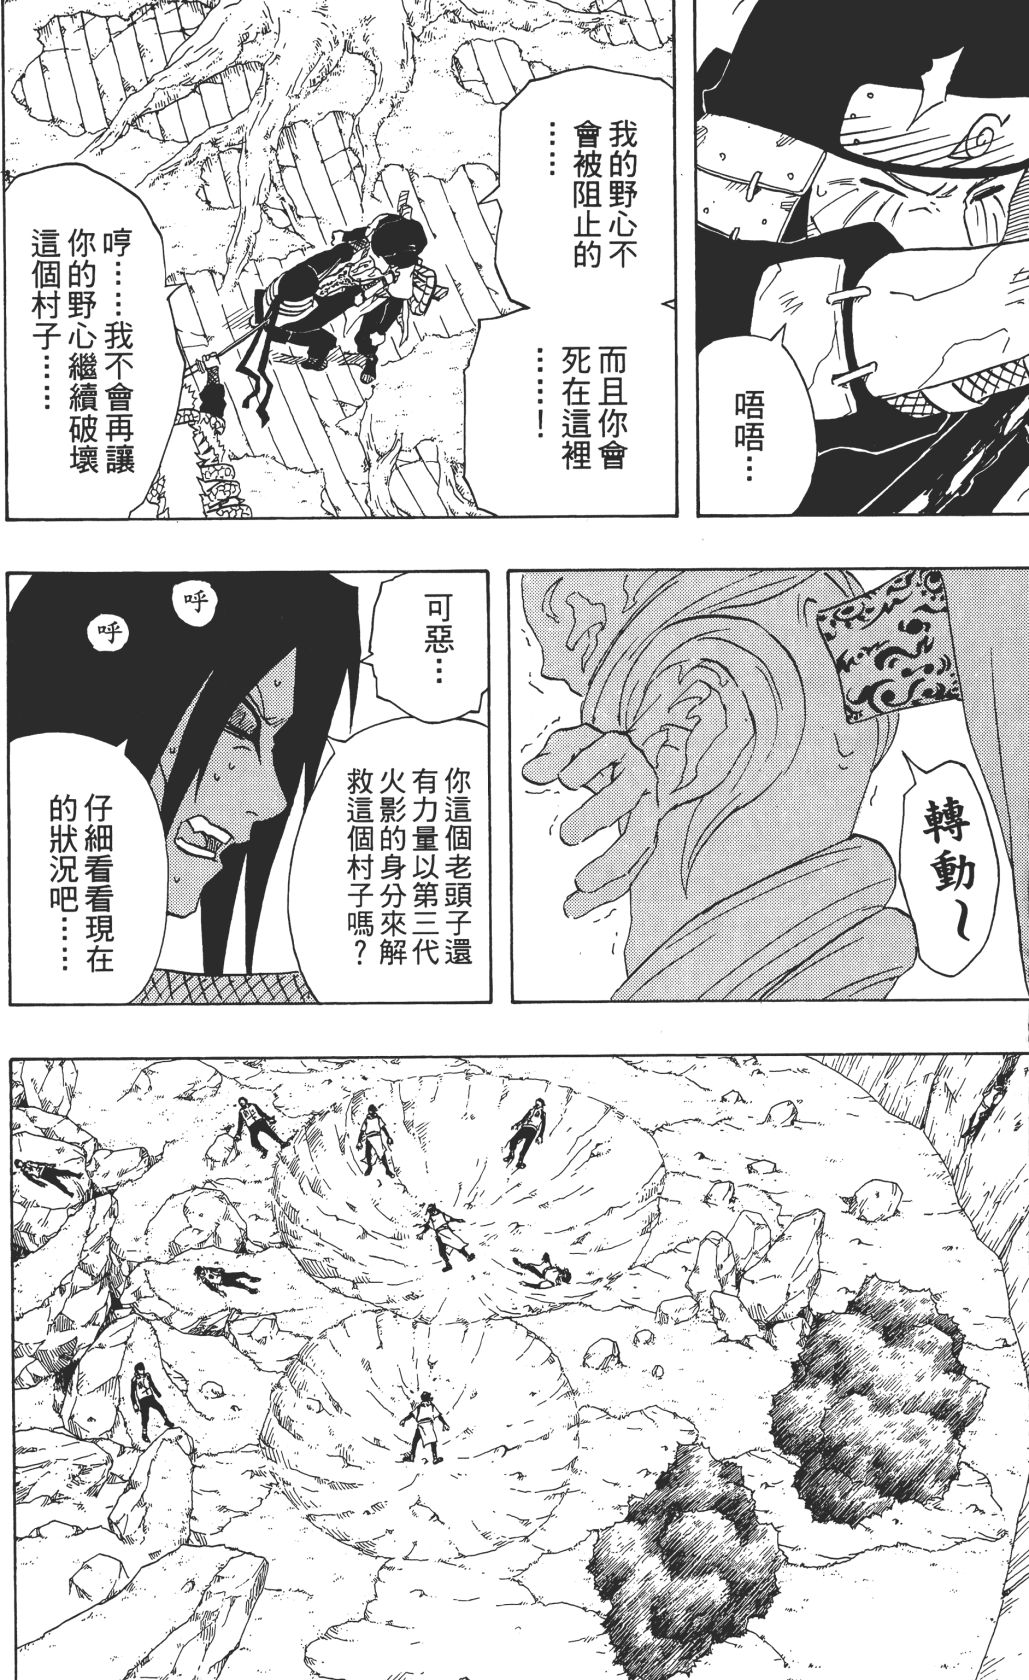 唔唔…
我的野心不
會被阻止的
……
而且你會
死在這裡
……!
哼……我不會再讓
你的野心繼續破壞
這個村子……
轉動～
可惡…
你這個老頭子還
有力量以第三代
火影的身分來解
救這個村子嗎？
呼
呼
仔細看看現在
的狀況吧……